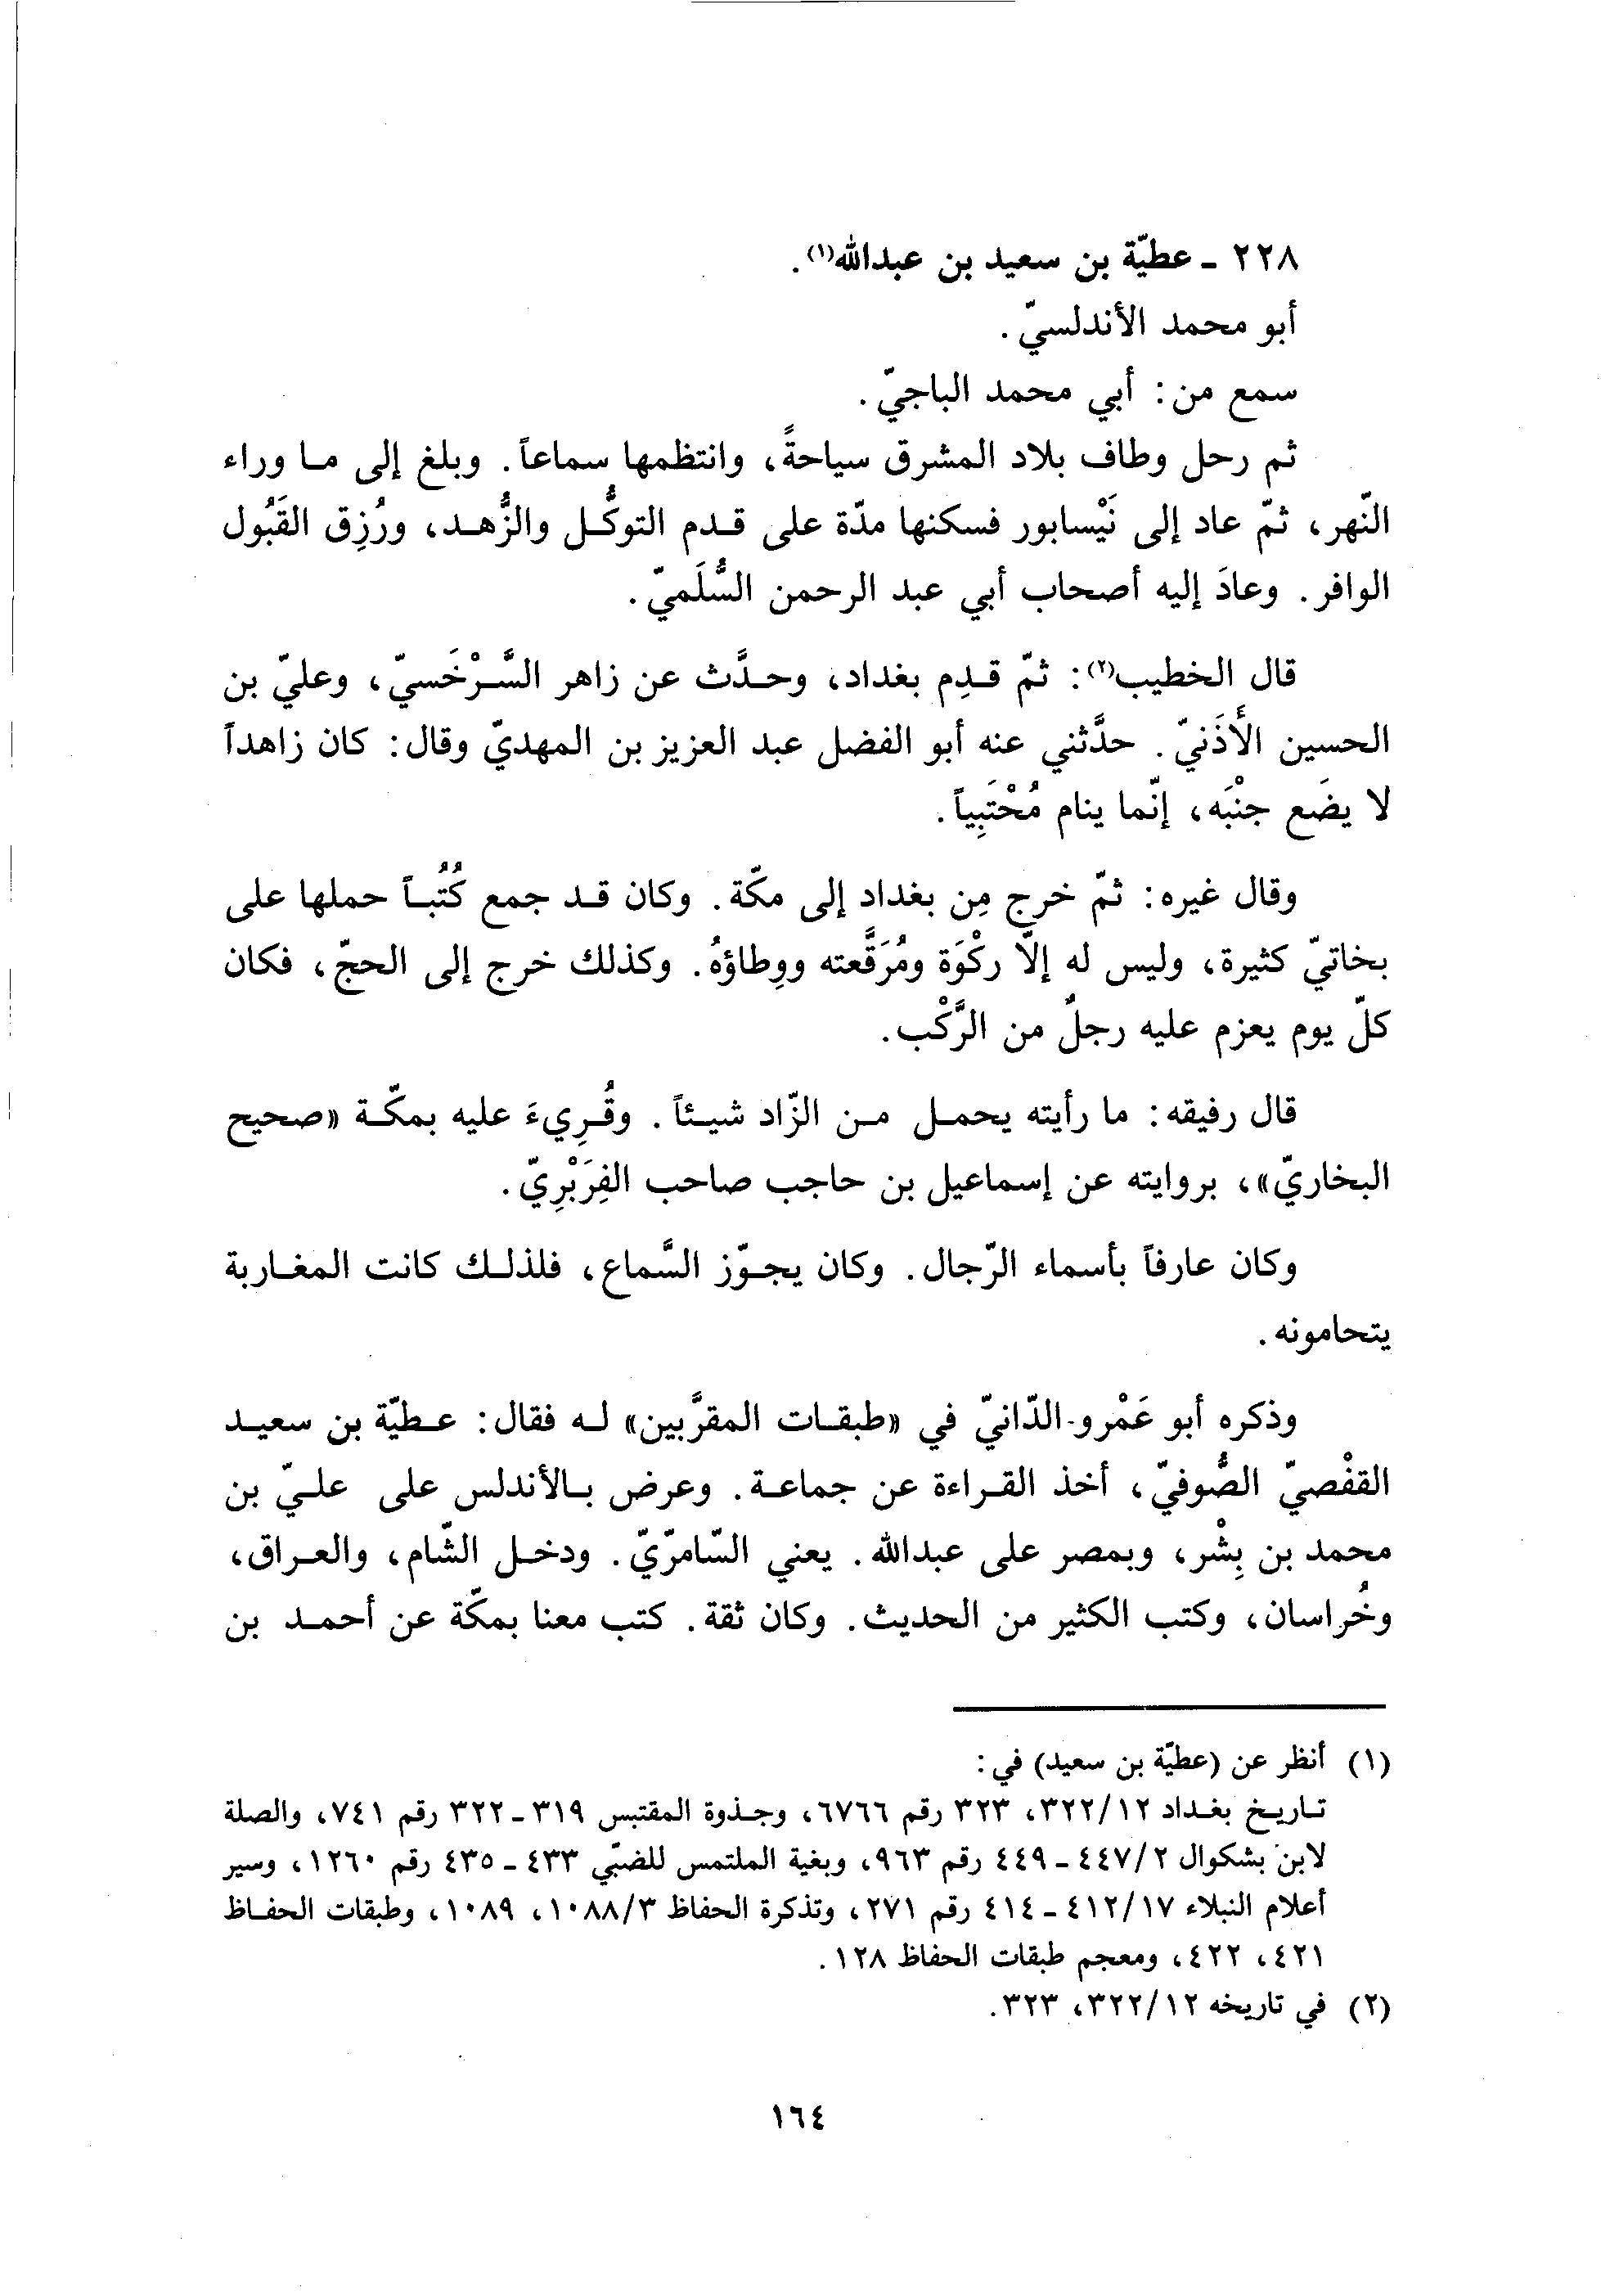 ٢٢٨ ـ عطيّة بن سعيد بن عبدالله(١).
أبو محمد الأندلسيّ.
سمع من: أبي محمد الباجيّ.
ثم رحل وطاف بلاد المشرق سياحةً، وانتظمها سماعاً. وبلغ إلى ما وراء
النّهر، ثمّ عاد إلى نَيْسابور فسكنها مدّة على قدم التوكُّل والزُّهد، ورُزِق القَبُول
الوافر. وعادَ إليه أصحاب أبي عبد الرحمن السُّلَميّ.
قال الخطيب(٢): ثمّ قدِم بغداد، وحدَّث عن زاهر السَّرْخَسيّ، وعليّ بن
الحسين الأَذَنيّ. حدَّثني عنه أبو الفضل عبد العزيز بن المهديّ وقال: كان زاهداً
لا يضَع جنْبَه، إنّما ينام مُحْتَبِياً.
وقال غيره: ثمّ خرج مِن بغداد إلى مكّة. وكان قد جمع كُتُباً حملها على
بخاتيّ كثيرة، وليس له إلّا ركْوَة ومُرَقَّعته ووِطاؤهُ. وكذلك خرج إلى الحجّ، فكان
كلّ يوم يعزم عليه رجلٌ من الرَّكْب.
قال رفيقه: ما رأيته يحمل من الزّاد شيئاً. وقُرِيءَ عليه بمكّة «صحيح
البخاريّ»، بروايته عن إسماعيل بن حاجب صاحب الفِرَبْرِيّ.
وكان عارفاً بأسماء الرّجال. وكان يجوّز السَّماع، فلذلك كانت المغاربة
يتحامونه.
وذكره أبو عَمْرو الدّانيّ في «طبقات المقرَّبين» له فقال: عطيّة بن سعيد
القفْصيّ الصُّوفيّ، أخذ القراءة عن جماعة. وعرض بالأندلس على عليّ بن
محمد بن بِشْر، وبمصر على عبدالله. يعني السّامرّيّ. ودخل الشّام، والعراق،
وخُراسان، وكتب الكثير من الحديث. وكان ثقة. كتب معنا بمكّة عن أحمد بن
(١) أنظر عن (عطيّة بن سعيد) في:
تاريخ بغداد ٣٢٢/١٢، ٣٢٣ رقم ٦٧٦٦، وجذوة المقتبس ٣١٩ ـ ٣٢٢ رقم ٧٤١، والصلة
لابن بشكوال ٤٤٧/٢ ـ ٤٤٩ رقم ٩٦٣، وبغية الملتمس للضبّي ٤٣٣ ـ ٤٣٥ رقم ١٢٦٠، وسير
أعلام النبلاء ٤١٢/١٧ ـ ٤١٤ رقم ٢٧١، وتذكرة الحفاظ ١٠٨٨/٣، ١٠٨٩، وطبقات الحفاظ
٤٢١، ٤٢٢، ومعجم طبقات الحفاظ ١٢٨.
(٢) في تاريخه ٣٢٢/١٢، ٣٢٣.
١٦٤